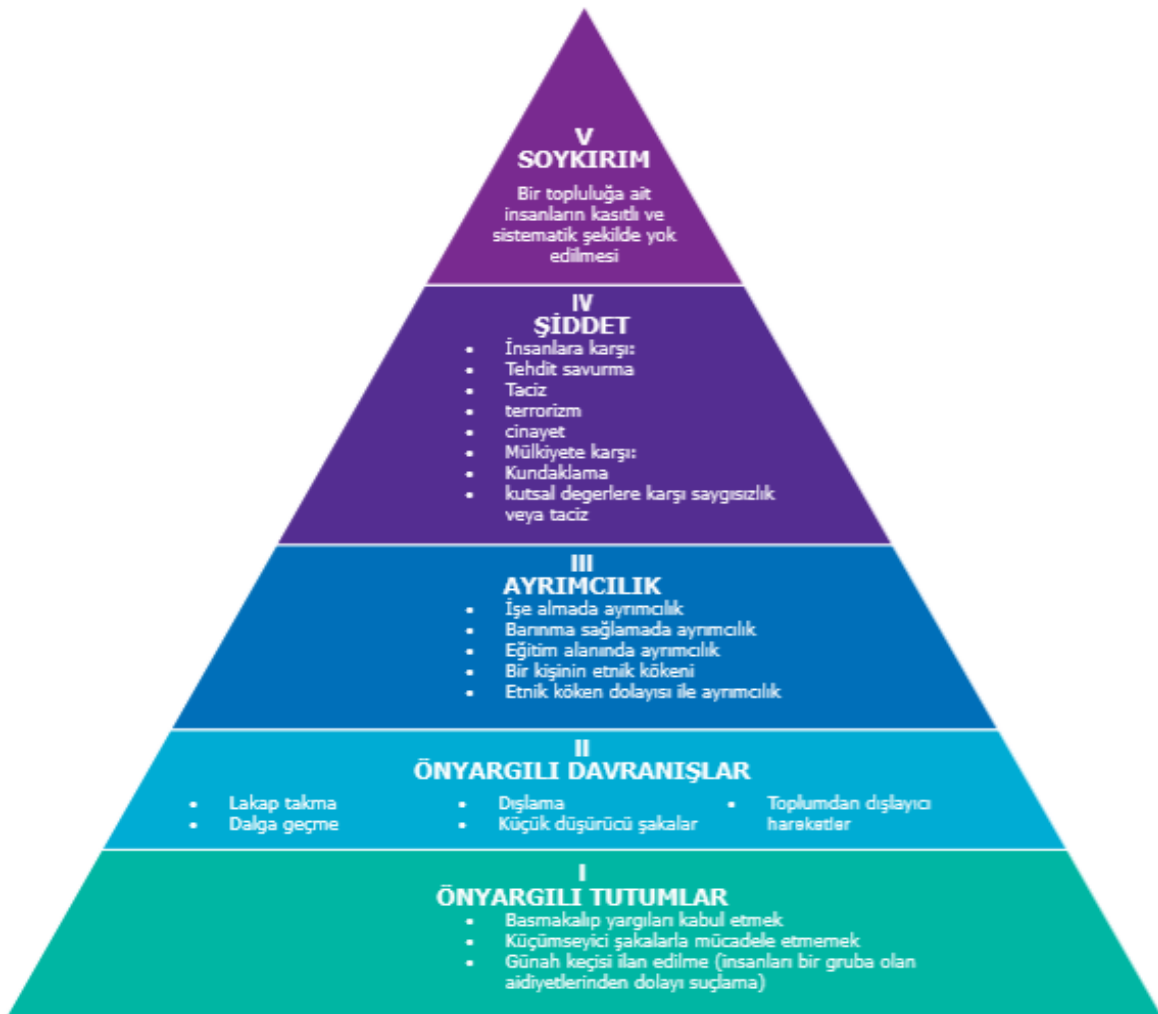 V
SOYKIRIM
Bir topluluğa ait
insanların kasıtlı ve
sistematik şekilde yok
edilmesi
IV
ŞİDDET
• İnsanlara karşı:
• Tehdit savurma
• Taciz
• terrorizm
• cinayet
• Mülkiyete karşı:
• Kundaklama
• kutsal degerlere karşı saygısızlık
veya taciz
III
AYRIMCILIK
• İşe almada ayrımcılık
• Barınma sağlamada ayrımcılık
• Eğitim alanında ayrımcılık
• Bir kişinin etnik kökeni
• Etnik köken dolayısı ile ayrımcılık
II
ÖNYARGILI DAVRANIŞLAR
• Lakap takma
• Dalga geçme
• Dışlama
• Küçük düşürücü şakalar
• Toplumdan dışlayıcı
hareketler
I
ÖNYARGILI TUTUMLAR
• Basmakalıp yargıları kabul etmek
• Küçümseyici şakalarla mücadele etmemek
• Günah keçisi ilan edilme (insanları bir gruba olan
aidiyetlerinden dolayı suçlama)